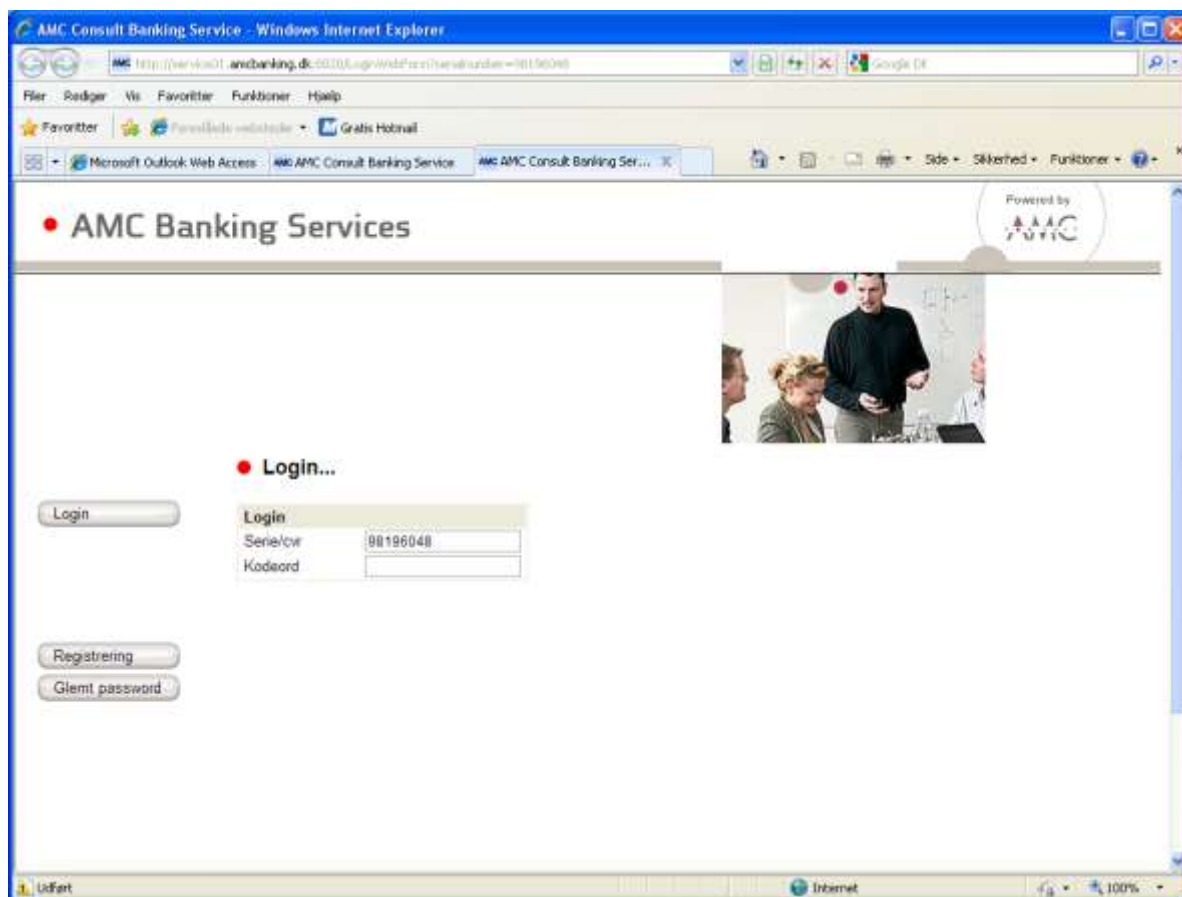 AMC Consult Banking Service - Windows Internet Explorer
amcbanking.dk
Google DK
Filer Rediger Vis Favoritter Funktioner Hjælp
Favoritter Gratis Hotmail
Microsoft Outlook Web Access AMC Consult Banking Service AMC Consult Banking Ser... Side Sikkerhed Funktioner
AMC Banking Services
Powered by
AMC
Login...
Login
Login
Serie/cvr 98196048
Kodeord
Registrering
Glemt password
Udført Internet 100%